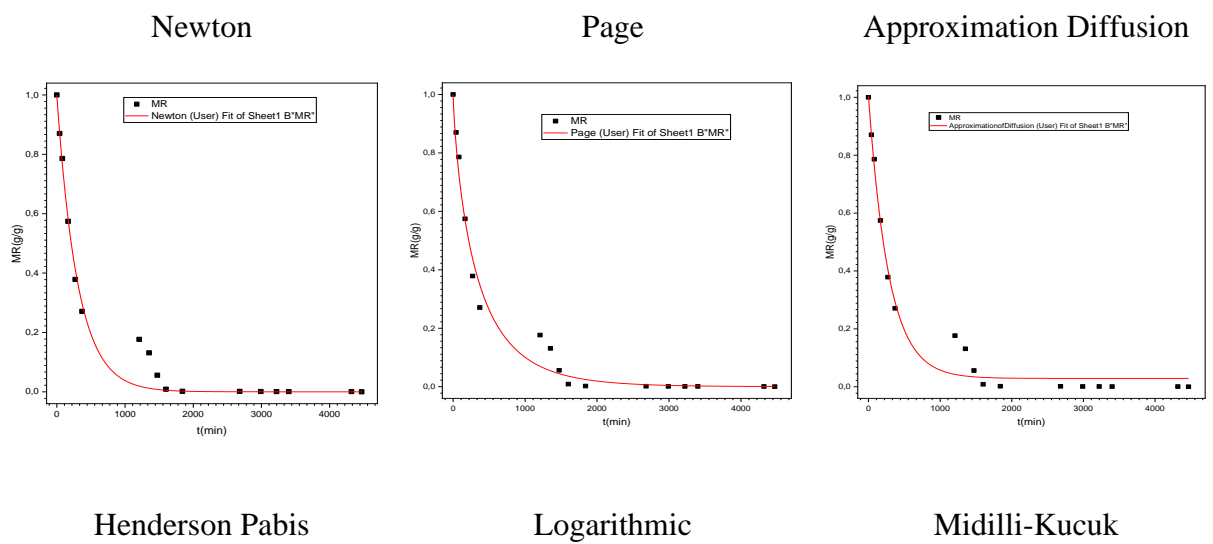 Newton
Page
Approximation Diffusion
1,0
0,8
0,6
0,4
0,2
0,0
MR(g/g)
MR
Newton (User) Fit of Sheet1 B"MR"
0
1000
2000
3000
4000
t(min)
1,0
0,8
0,6
0,4
0,2
0,0
MR(g/g)
MR
Page (User) Fit of Sheet1 B"MR"
0
1000
2000
3000
4000
t(min)
1,0
0,8
0,6
0,4
0,2
0,0
MR(g/g)
MR
ApproximationofDiffusion (User) Fit of Sheet1 B"MR"
0
1000
2000
3000
4000
t(min)
Henderson Pabis
Logarithmic
Midilli-Kucuk